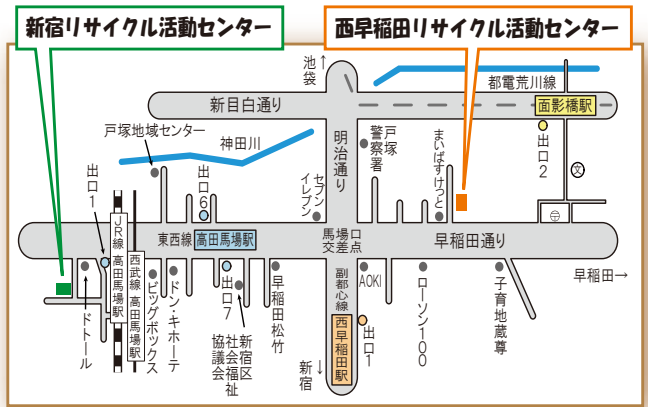 新宿リサイクル活動センター
西早稲田リサイクル活動センター
池袋
↑
都電荒川線
新目白通り
面影橋駅
戸塚地域センター
神田川
明治通り
戸塚警察署
まいばすけっと
出口2
文
出口1
出口6
セブンイレブン
東西線
高田馬場駅
馬場口交差点
早稲田通り
早稲田→
JR線 高田馬場駅
西武線 高田馬場駅
ドトール
ビッグボックス
ドン・キホーテ
出口7
新宿区社会福祉協議会
早稲田松竹
副都心線
西早稲田駅
出口1
AOKI
ローソン100
子育地蔵尊
新宿
↓